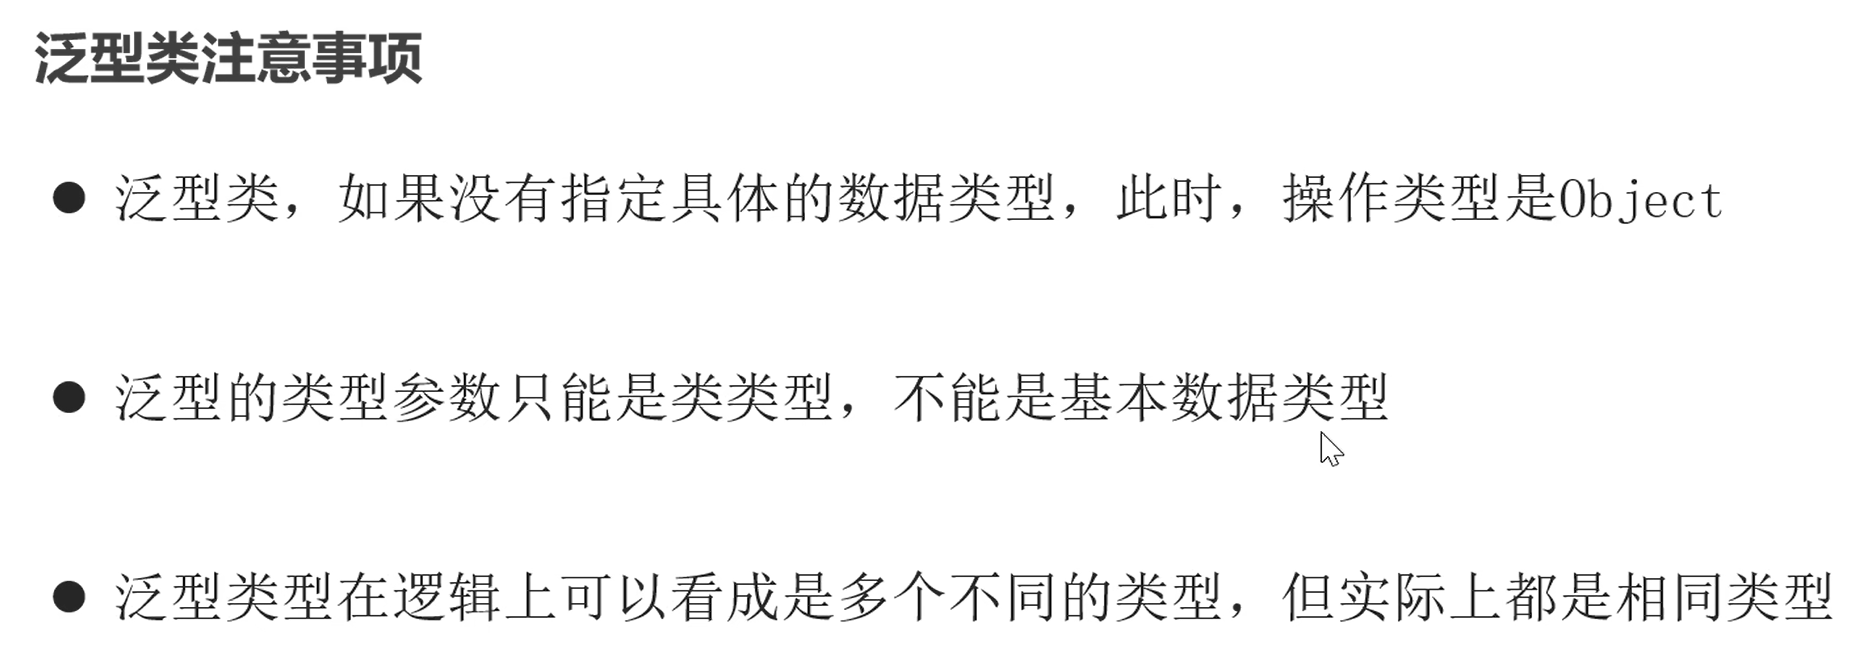 泛型类注意事项
● 泛型类，如果没有指定具体的数据类型，此时，操作类型是Object
● 泛型的类型参数只能是类类型，不能是基本数据类型
● 泛型类型在逻辑上可以看成是多个不同的类型，但实际上都是相同类型